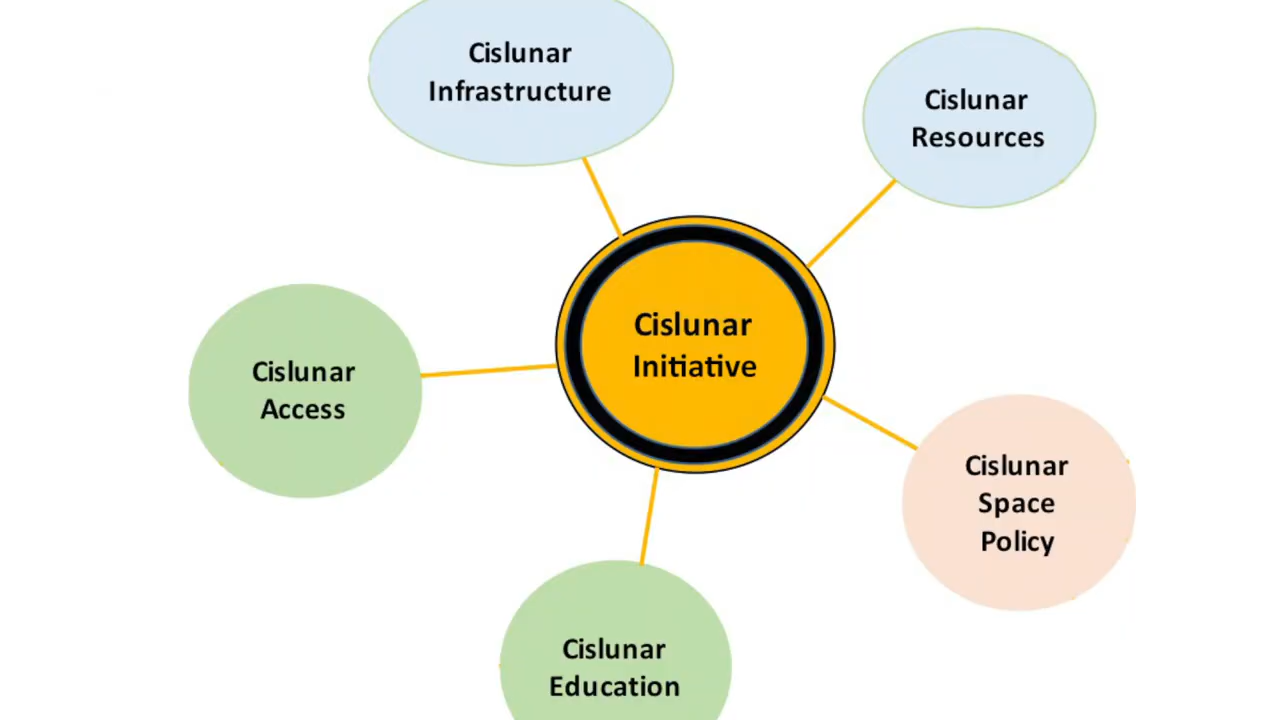 Cislunar
Infrastructure
Cislunar
Resources
Cislunar
Initiative
Cislunar
Access
Cislunar
Space
Policy
Cislunar
Education